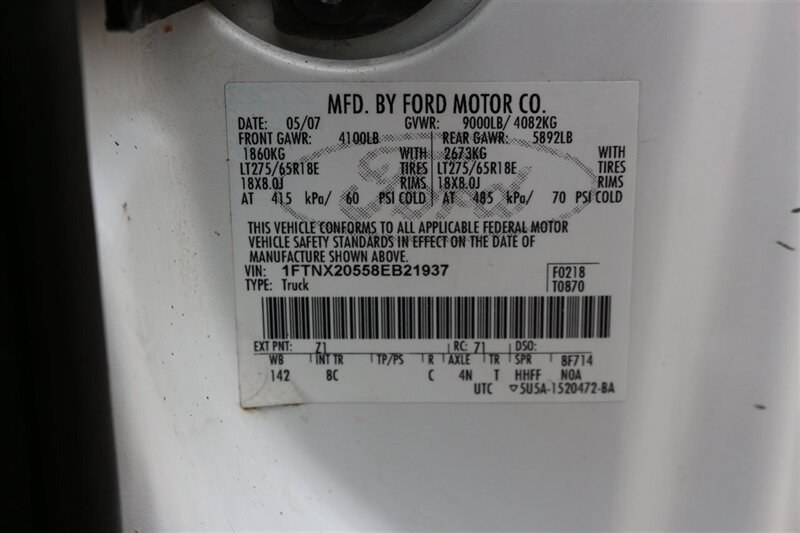 MFD. BY FORD MOTOR CO.
DATE: 05/07 GVWR: 9000LB/ 4082KG
FRONT GAWR: 4100LB REAR GAWR: 5892LB
1860KG WITH 2673KG WITH
LT275/65R18E TIRES LT275/65R18E TIRES
18X8.0J RIMS 18X8.0J RIMS
AT 415 kPa/ 60 PSI COLD AT 485 kPa/ 70 PSI COLD
Ford
THIS VEHICLE CONFORMS TO ALL APPLICABLE FEDERAL MOTOR
VEHICLE SAFETY STANDARDS IN EFFECT ON THE DATE OF
MANUFACTURE SHOWN ABOVE.
VIN: 1FTNX20558EB21937 F0218
TYPE: Truck T0870
EXT PNT: Z1 RC: 71 DSO:
WB INT TR TP/PS R AXLE TR SPR 8F714
142 8C C 4N T HHFF N0A
UTC ▽5U5A-1520472-BA